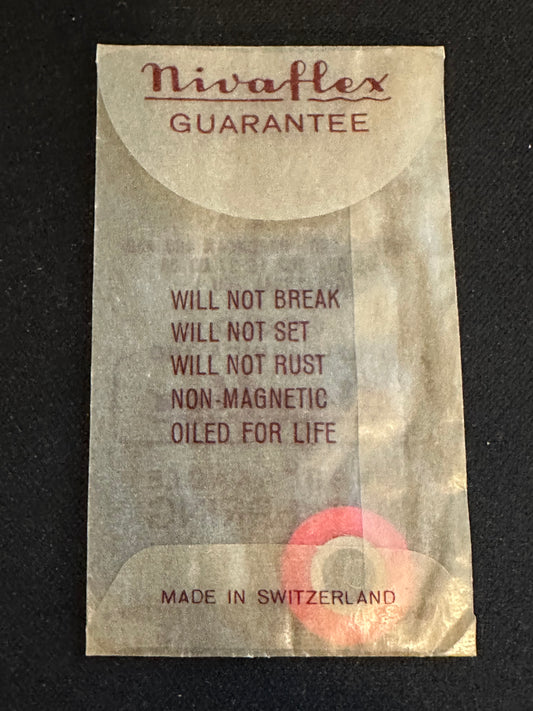 Nivaflex
GUARANTEE
WILL NOT BREAK
WILL NOT SET
WILL NOT RUST
NON-MAGNETIC
OILED FOR LIFE
MADE IN SWITZERLAND